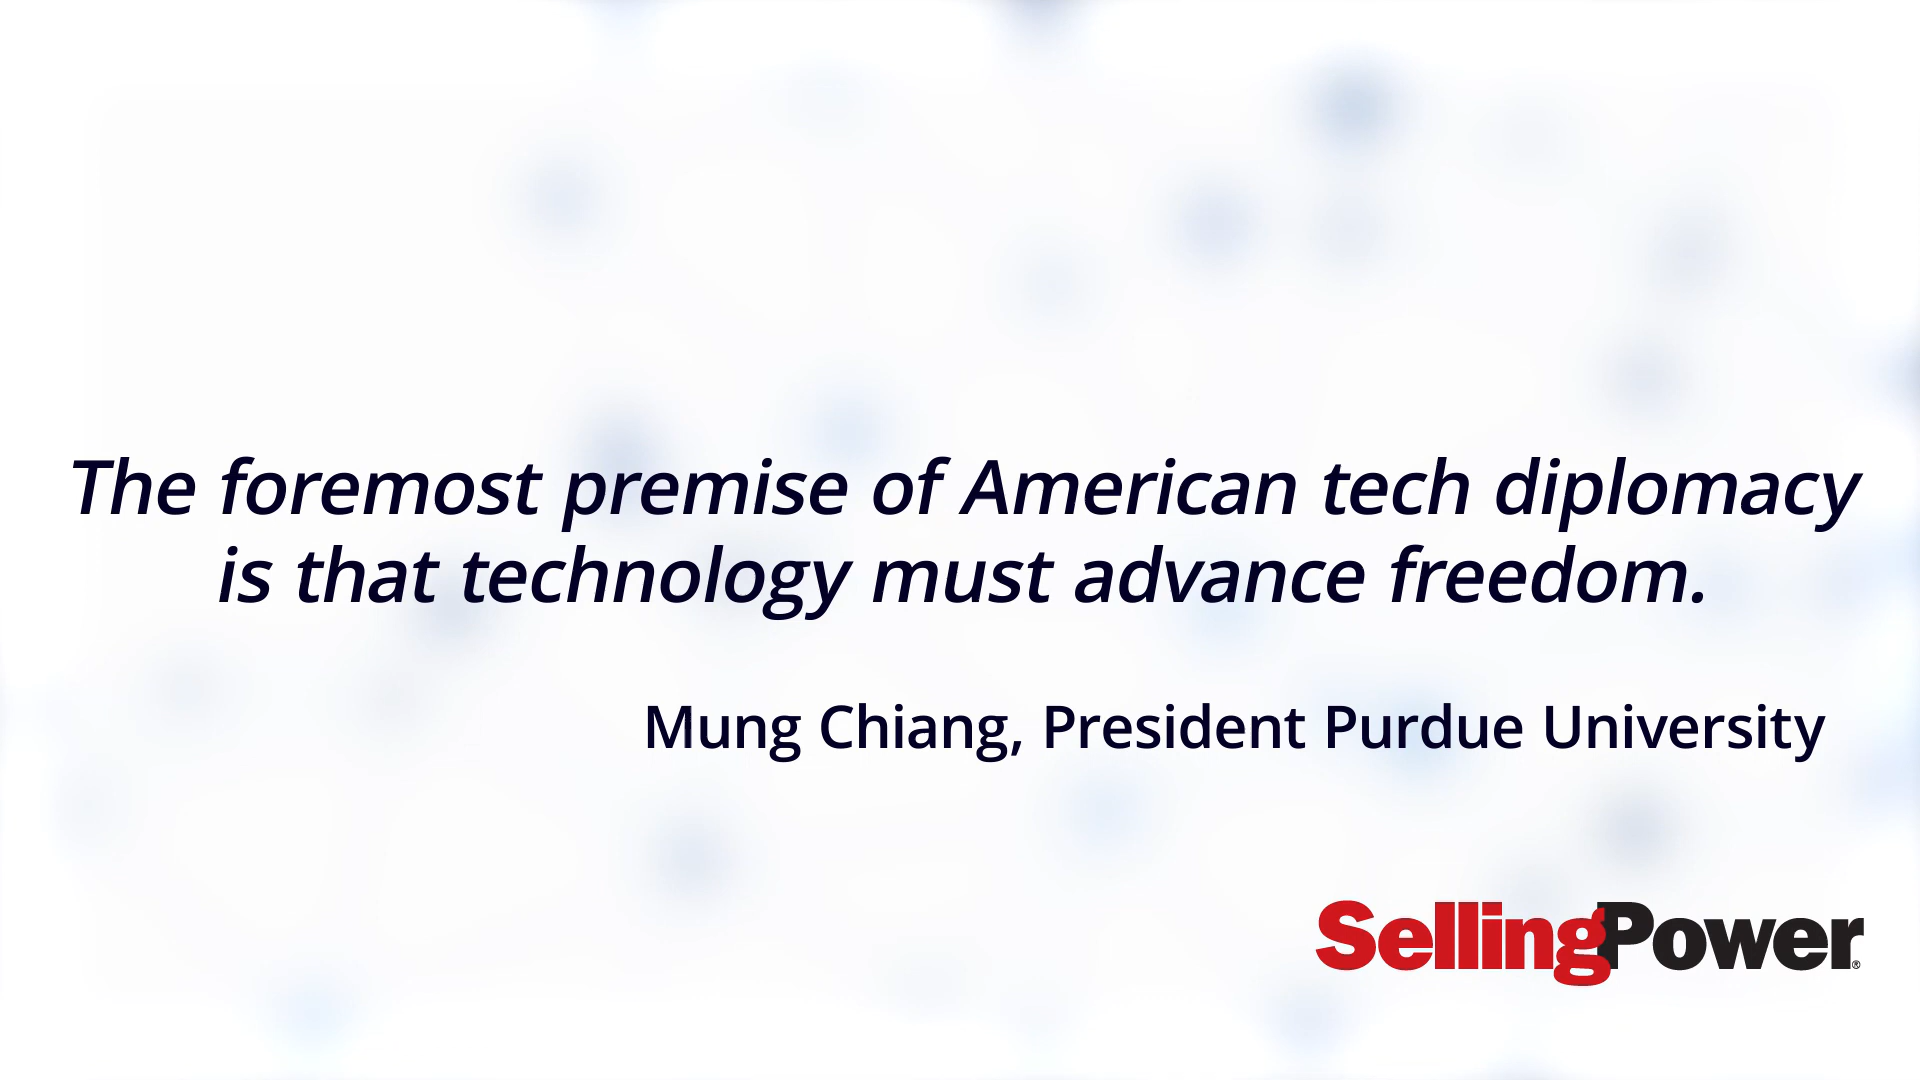 The foremost premise of American tech diplomacy
is that technology must advance freedom.
Mung Chiang, President Purdue University
SellingPower®